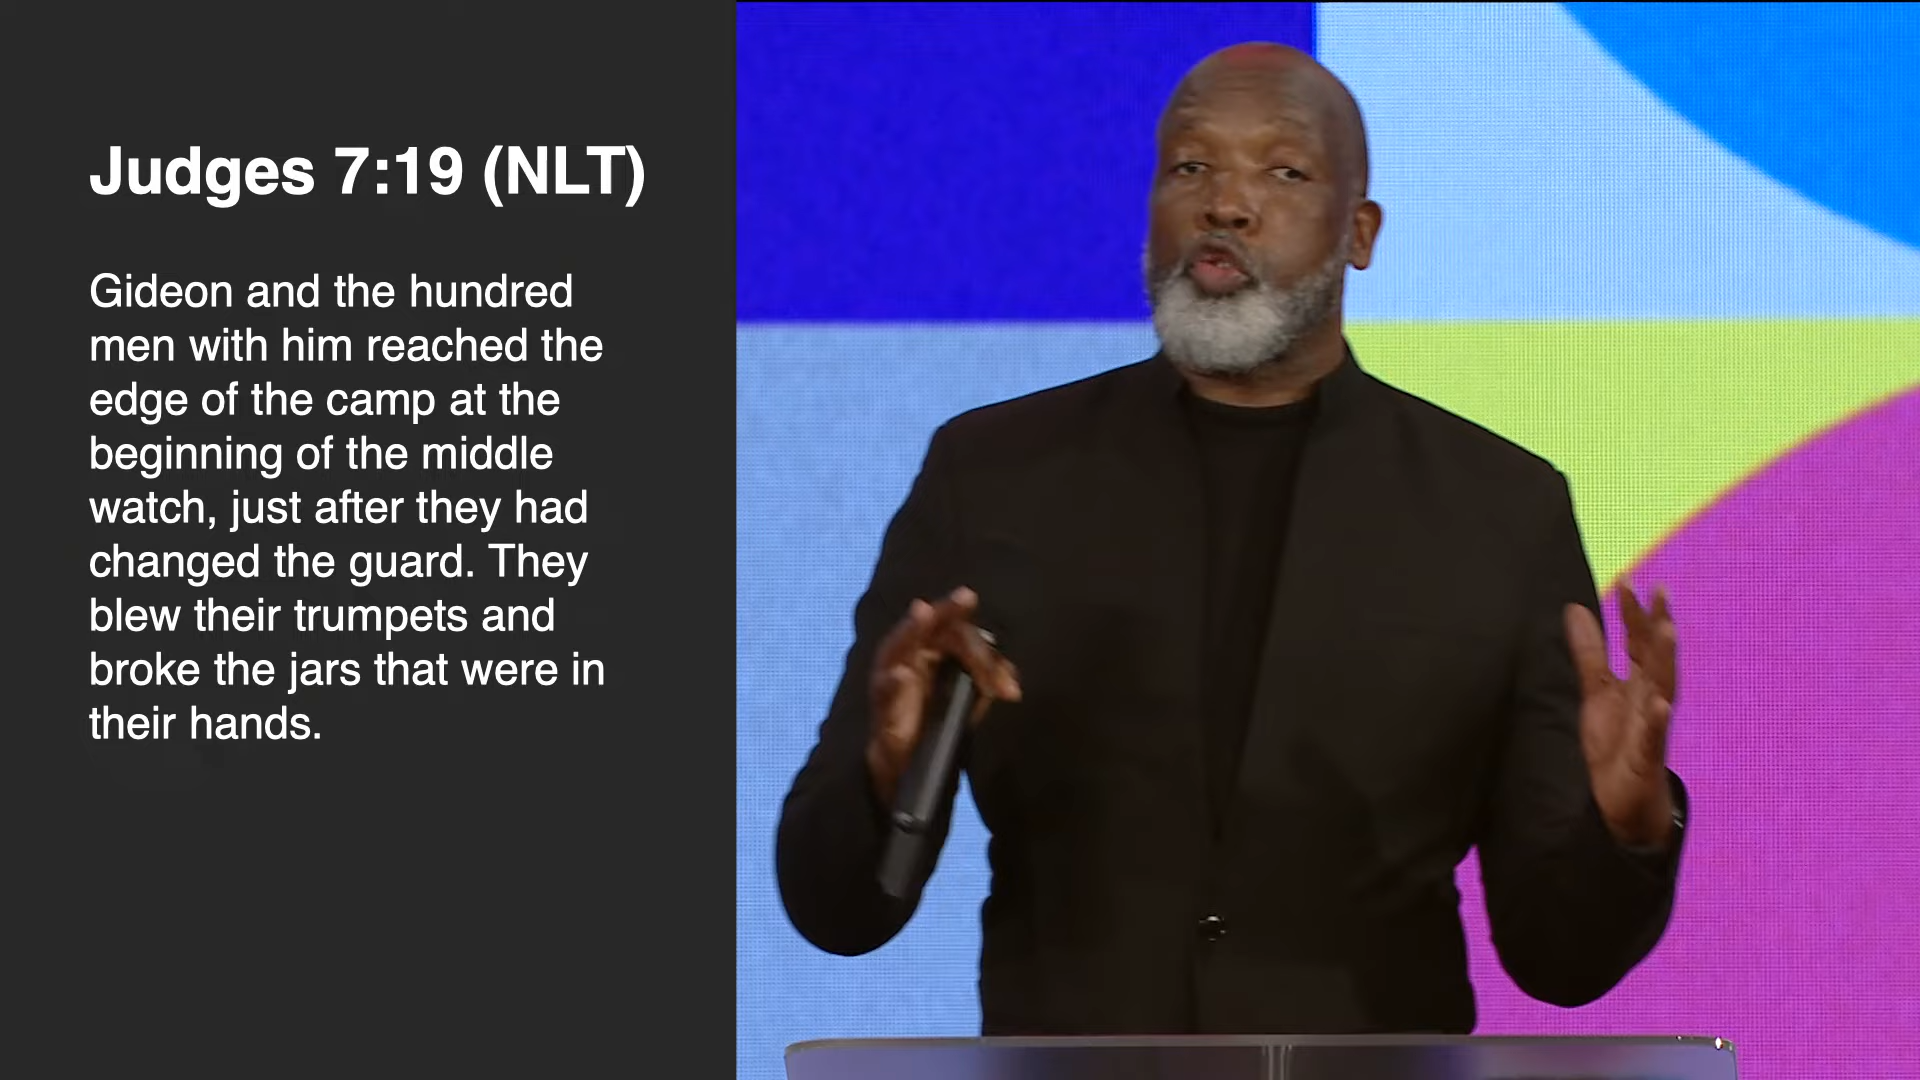 Judges 7:19 (NLT)
Gideon and the hundred
men with him reached the
edge of the camp at the
beginning of the middle
watch, just after they had
changed the guard. They
blew their trumpets and
broke the jars that were in
their hands.